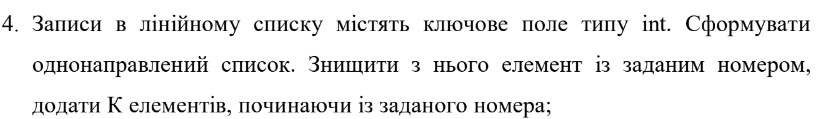 4. Записи в лінійному списку містять ключове поле типу int. Сформувати
однонаправлений список. Знищити з нього елемент із заданим номером,
додати К елементів, починаючи із заданого номера;